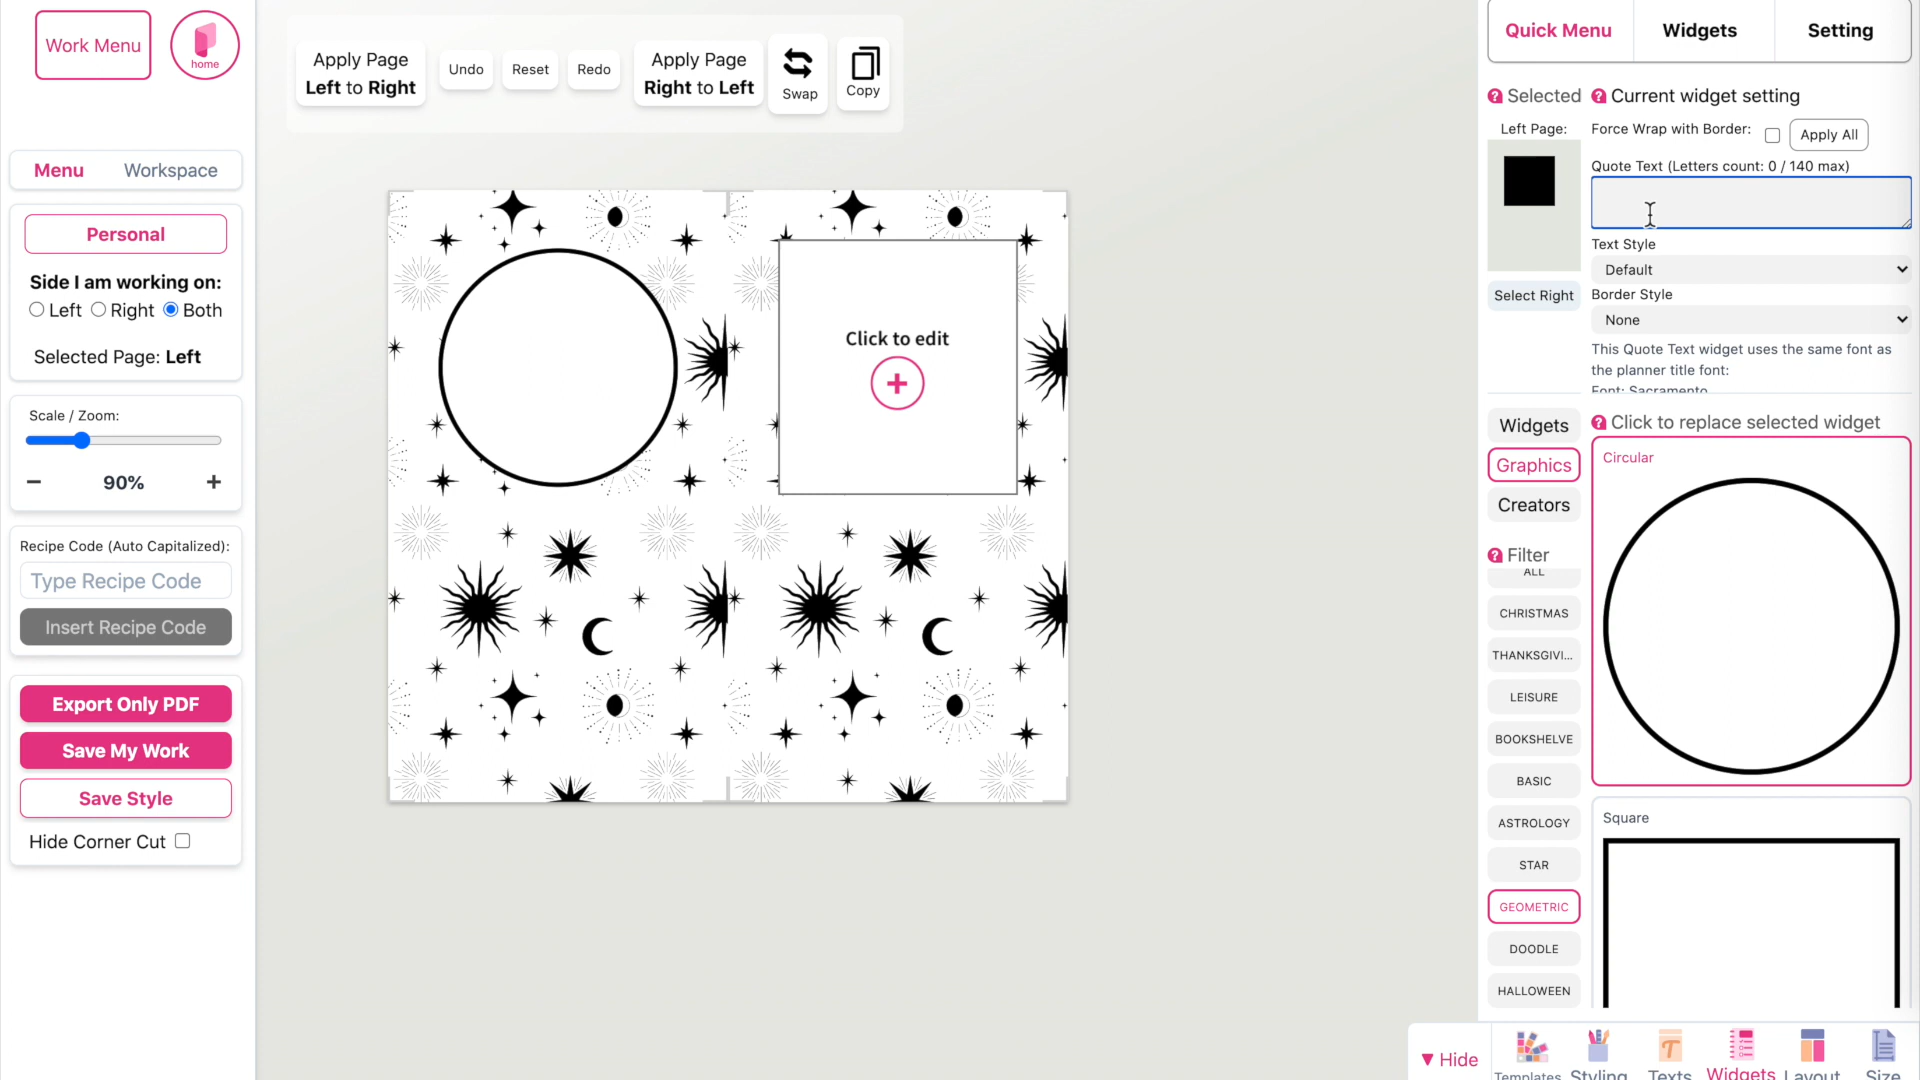 Work Menu
home
Menu
Workspace
Personal
Side I am working on:
Left
Right
Both
Selected Page: Left
Scale / Zoom:
90%
Recipe Code (Auto Capitalized):
Type Recipe Code
Insert Recipe Code
Export Only PDF
Save My Work
Save Style
Hide Corner Cut
Apply Page
Left to Right
Undo
Reset
Redo
Apply Page
Right to Left
Swap
Copy
Click to edit
Quick Menu
Widgets
Setting
Selected
Left Page:
Select Right
Current widget setting
Force Wrap with Border:
Apply All
Quote Text (Letters count: 0 / 140 max)
Text Style
Default
Border Style
None
This Quote Text widget uses the same font as
the planner title font:
Font: Sacramento
Widgets
Graphics
Creators
Filter
ALL
CHRISTMAS
THANKSGIVI...
LEISURE
BOOKSHELVE
BASIC
ASTROLOGY
STAR
GEOMETRIC
DOODLE
HALLOWEEN
Click to replace selected widget
Circular
Square
▼ Hide
Templates
Styling
Texts
Widgets
Layout
Size